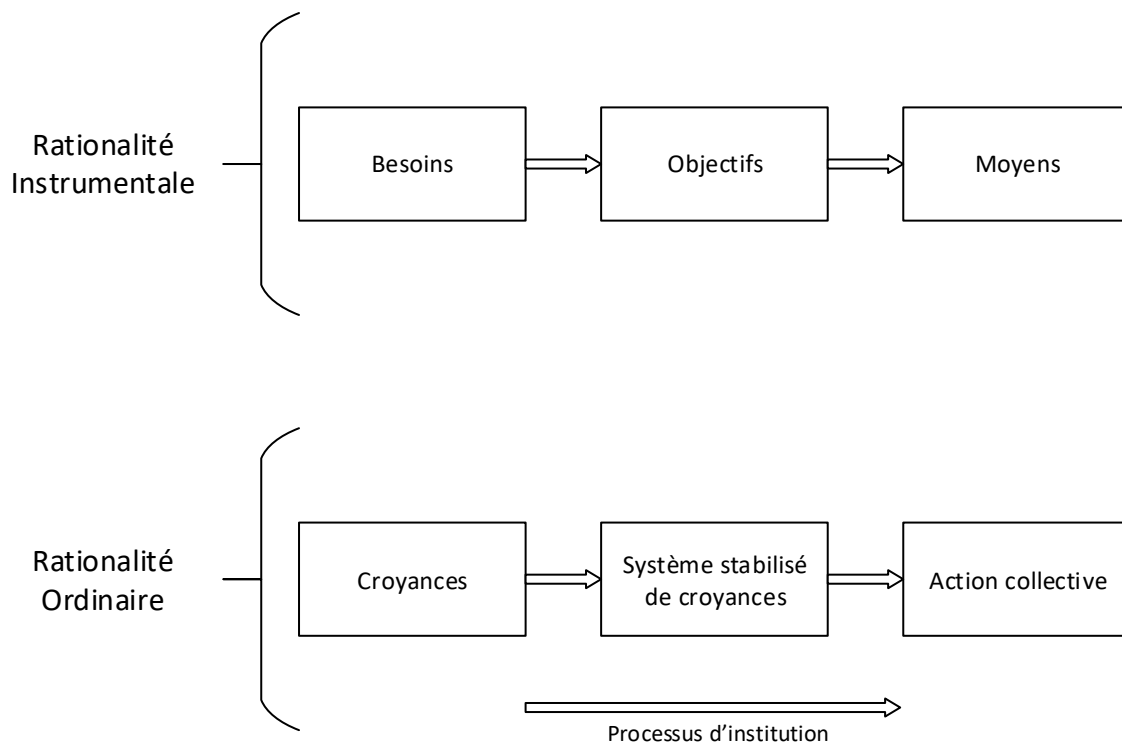 Rationalité
Instrumentale
Besoins
Objectifs
Moyens
Rationalité
Ordinaire
Croyances
Système stabilisé
de croyances
Action collective
Processus d’institution